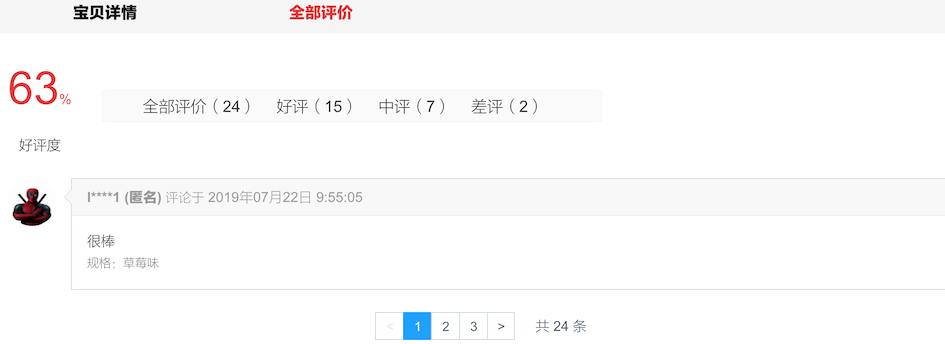 宝贝详情 全部评价
63%
全部评价（24） 好评（15） 中评（7） 差评（2）
好评度
l****1 (匿名) 评论于 2019年07月22日 9:55:05
很棒
规格：草莓味
< 1 2 3 > 共 24 条